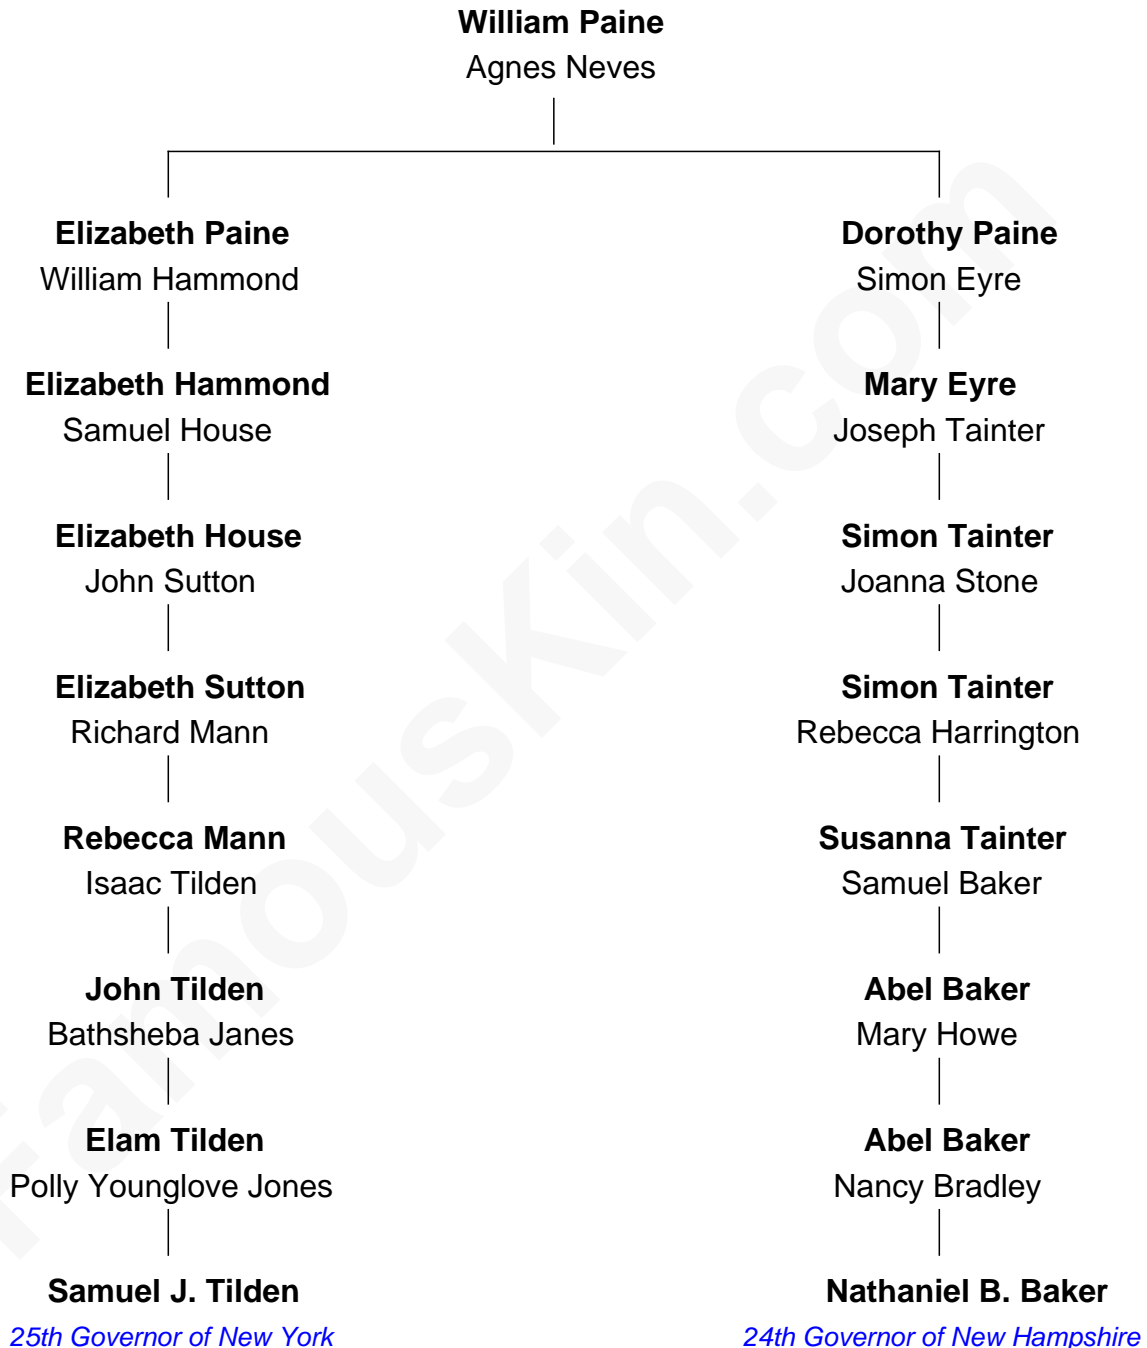 William Paine
Agnes Neves
Elizabeth Paine
William Hammond
Dorothy Paine
Simon Eyre
Elizabeth Hammond
Samuel House
Mary Eyre
Joseph Tainter
Elizabeth House
John Sutton
Simon Tainter
Joanna Stone
Elizabeth Sutton
Richard Mann
Simon Tainter
Rebecca Harrington
Rebecca Mann
Isaac Tilden
Susanna Tainter
Samuel Baker
John Tilden
Bathsheba Janes
Abel Baker
Mary Howe
Elam Tilden
Polly Younglove Jones
Abel Baker
Nancy Bradley
Samuel J. Tilden
25th Governor of New York
Nathaniel B. Baker
24th Governor of New Hampshire
FamousKin.com